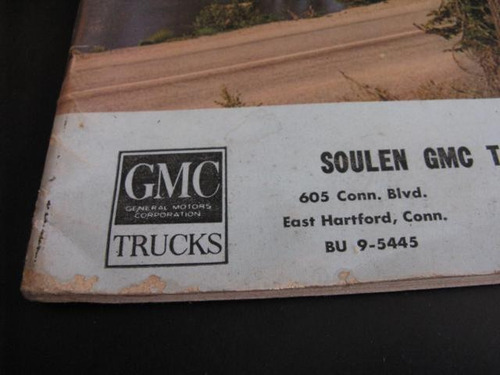 GMC
GENERAL MOTORS
CORPORATION
TRUCKS
SOULEN GMC T
605 Conn. Blvd.
East Hartford, Conn.
BU 9-5445